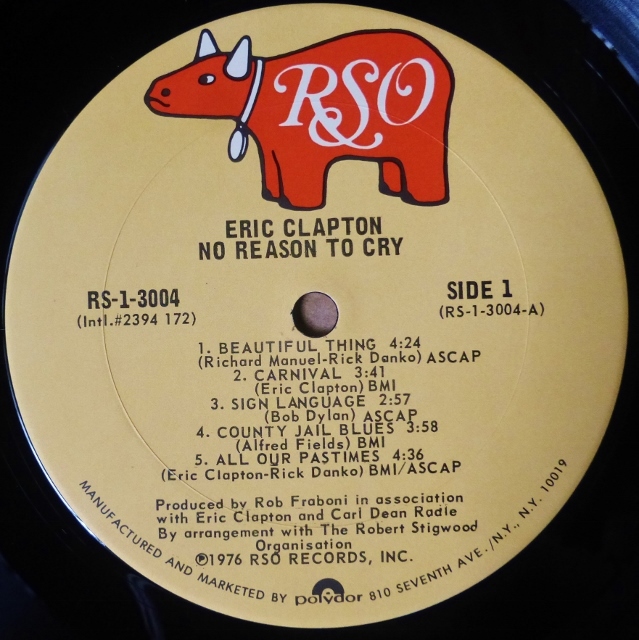 RSO
ERIC CLAPTON
NO REASON TO CRY
RS-1-3004
(Intl.#2394 172)
SIDE 1
(RS-1-3004-A)
1. BEAUTIFUL THING 4:24
(Richard Manuel-Rick Danko) ASCAP
2. CARNIVAL 3:41
(Eric Clapton) BMI
3. SIGN LANGUAGE 2:57
(Bob Dylan) ASCAP
4. COUNTY JAIL BLUES 3:58
(Alfred Fields) BMI
5. ALL OUR PASTIMES 4:36
(Eric Clapton-Rick Danko) BMI/ASCAP
Produced by Rob Fraboni in association
with Eric Clapton and Carl Dean Radle
By arrangement with The Robert Stigwood
Organisation
℗1976 RSO RECORDS, INC.
MANUFACTURED AND MARKETED BY polydor 810 SEVENTH AVE./N.Y., N.Y. 10019